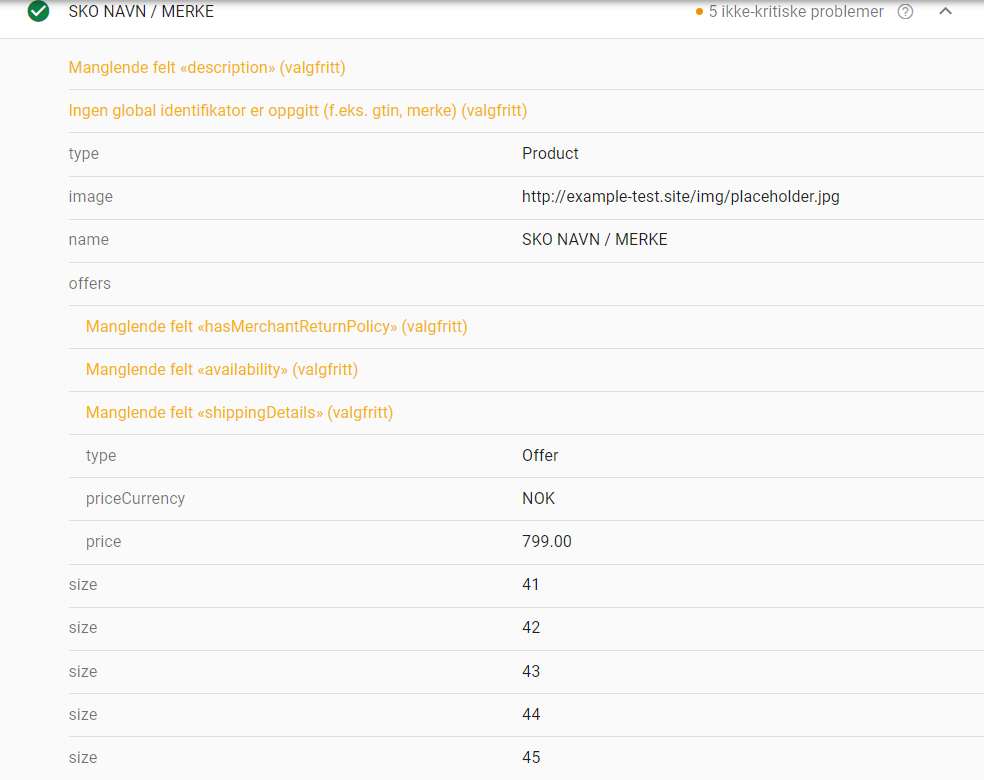 SKO NAVN / MERKE 5 ikke-kritiske problemer ?
Manglende felt «description» (valgfritt)
Ingen global identifikator er oppgitt (f.eks. gtin, merke) (valgfritt)
type Product
image http://example-test.site/img/placeholder.jpg
name SKO NAVN / MERKE
offers
Manglende felt «hasMerchantReturnPolicy» (valgfritt)
Manglende felt «availability» (valgfritt)
Manglende felt «shippingDetails» (valgfritt)
type Offer
priceCurrency NOK
price 799.00
size 41
size 42
size 43
size 44
size 45